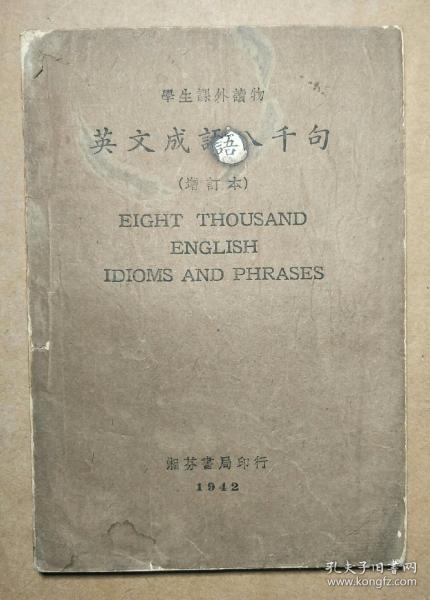 學生課外讀物
英文成語八千句
(增訂本)
EIGHT THOUSAND
ENGLISH
IDIOMS AND PHRASES
湘芬書局印行
1942
孔夫子旧书网
www.kongfz.com